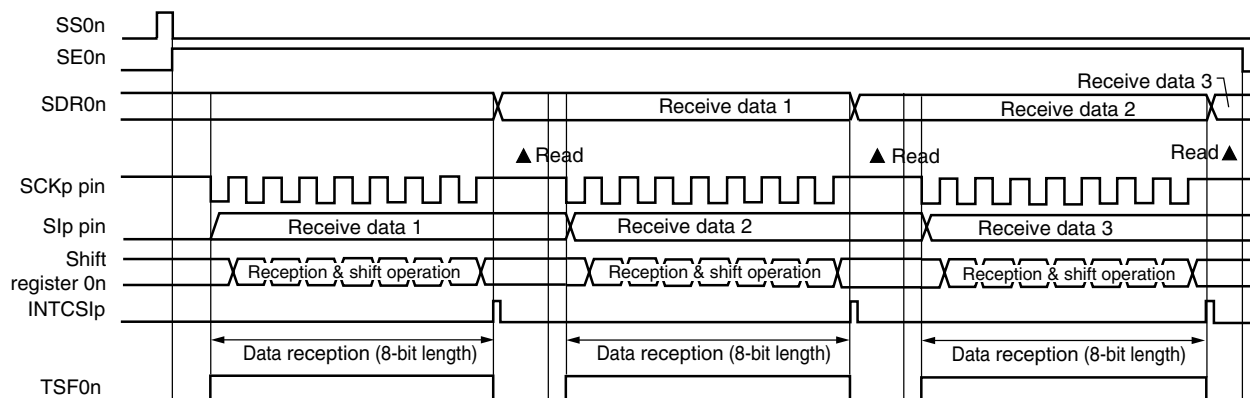 SS0n
SE0n
Receive data 3
SDR0n
Receive data 1
Receive data 2
▲ Read
▲ Read
Read ▲
SCKp pin
SIp pin
Receive data 1
Receive data 2
Receive data 3
Shift
register 0n
Reception & shift operation
Reception & shift operation
Reception & shift operation
INTCSIp
Data reception (8-bit length)
Data reception (8-bit length)
Data reception (8-bit length)
TSF0n